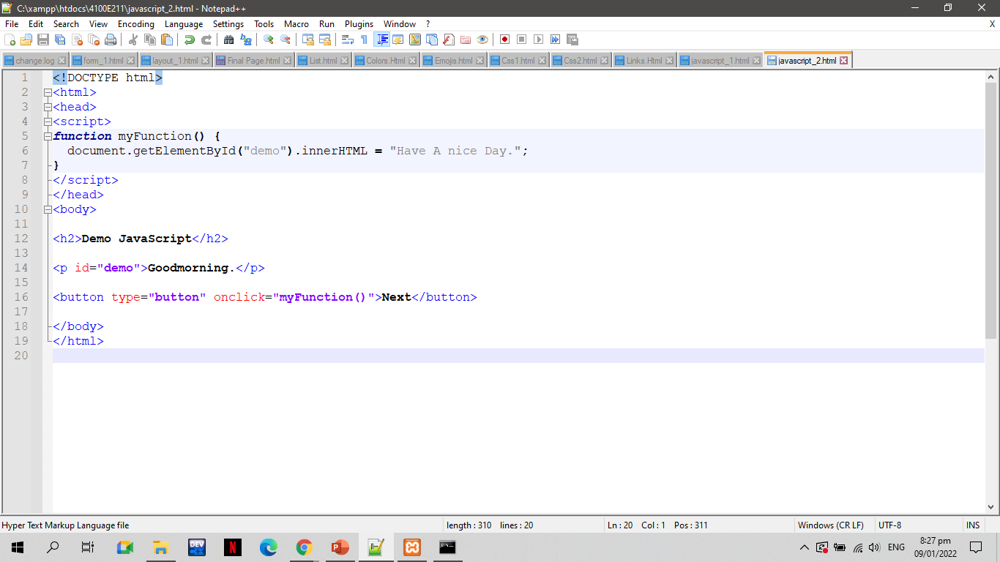 C:\xampp\htdocs\4100E211\javascript_2.html - Notepad++
File Edit Search View Encoding Language Settings Tools Macro Run Plugins Window ? X
change.log form_1.html layout_1.html Final Page.html List.html Colors.Html Emojis.html Css1.html Css2.html Links.Html javascript_1.html javascript_2.html
1 <!DOCTYPE html>
2 <html>
3 <head>
4 <script>
5 function myFunction() {
6 document.getElementById("demo").innerHTML = "Have A nice Day.";
7 }
8 </script>
9 </head>
10 <body>
11
12 <h2>Demo JavaScript</h2>
13
14 <p id="demo">Goodmorning.</p>
15
16 <button type="button" onclick="myFunction()">Next</button>
17
18 </body>
19 </html>
20
Hyper Text Markup Language file length : 310 lines : 20 Ln : 20 Col : 1 Pos : 311 Windows (CR LF) UTF-8 INS
DEV N P ENG 8:27 pm
09/01/2022